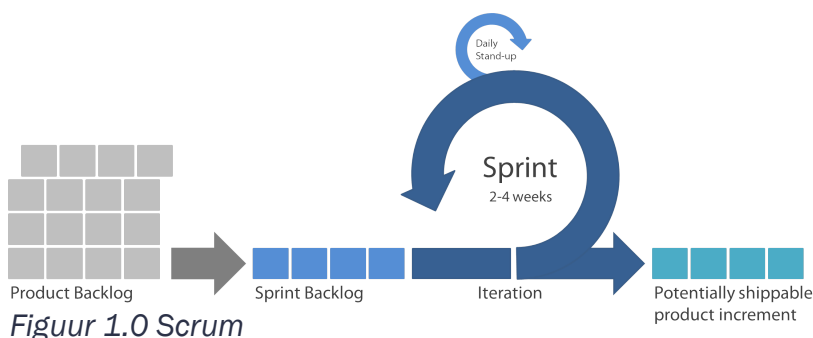 Daily
Stand-up
Sprint
2-4 weeks
Product Backlog
Sprint Backlog
Iteration
Potentially shippable
product increment
Figuur 1.0 Scrum